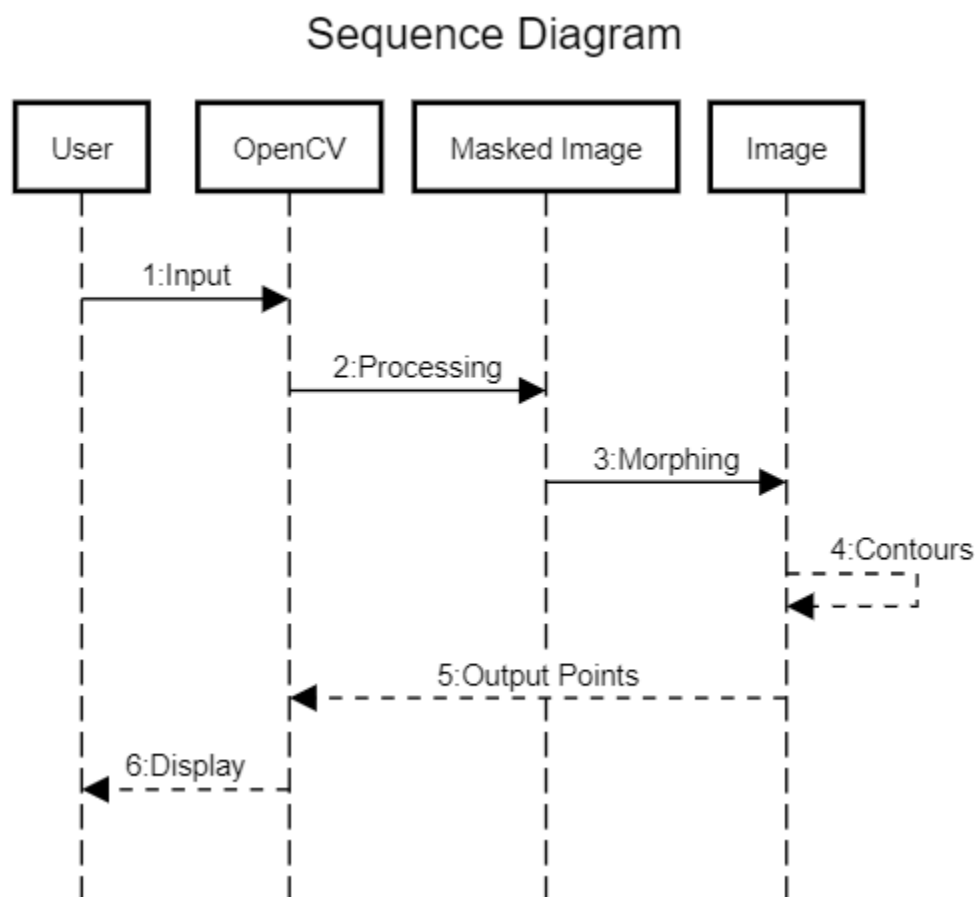 Sequence Diagram
User
OpenCV
Masked Image
Image
1:Input
2:Processing
3:Morphing
4:Contours
5:Output Points
6:Display